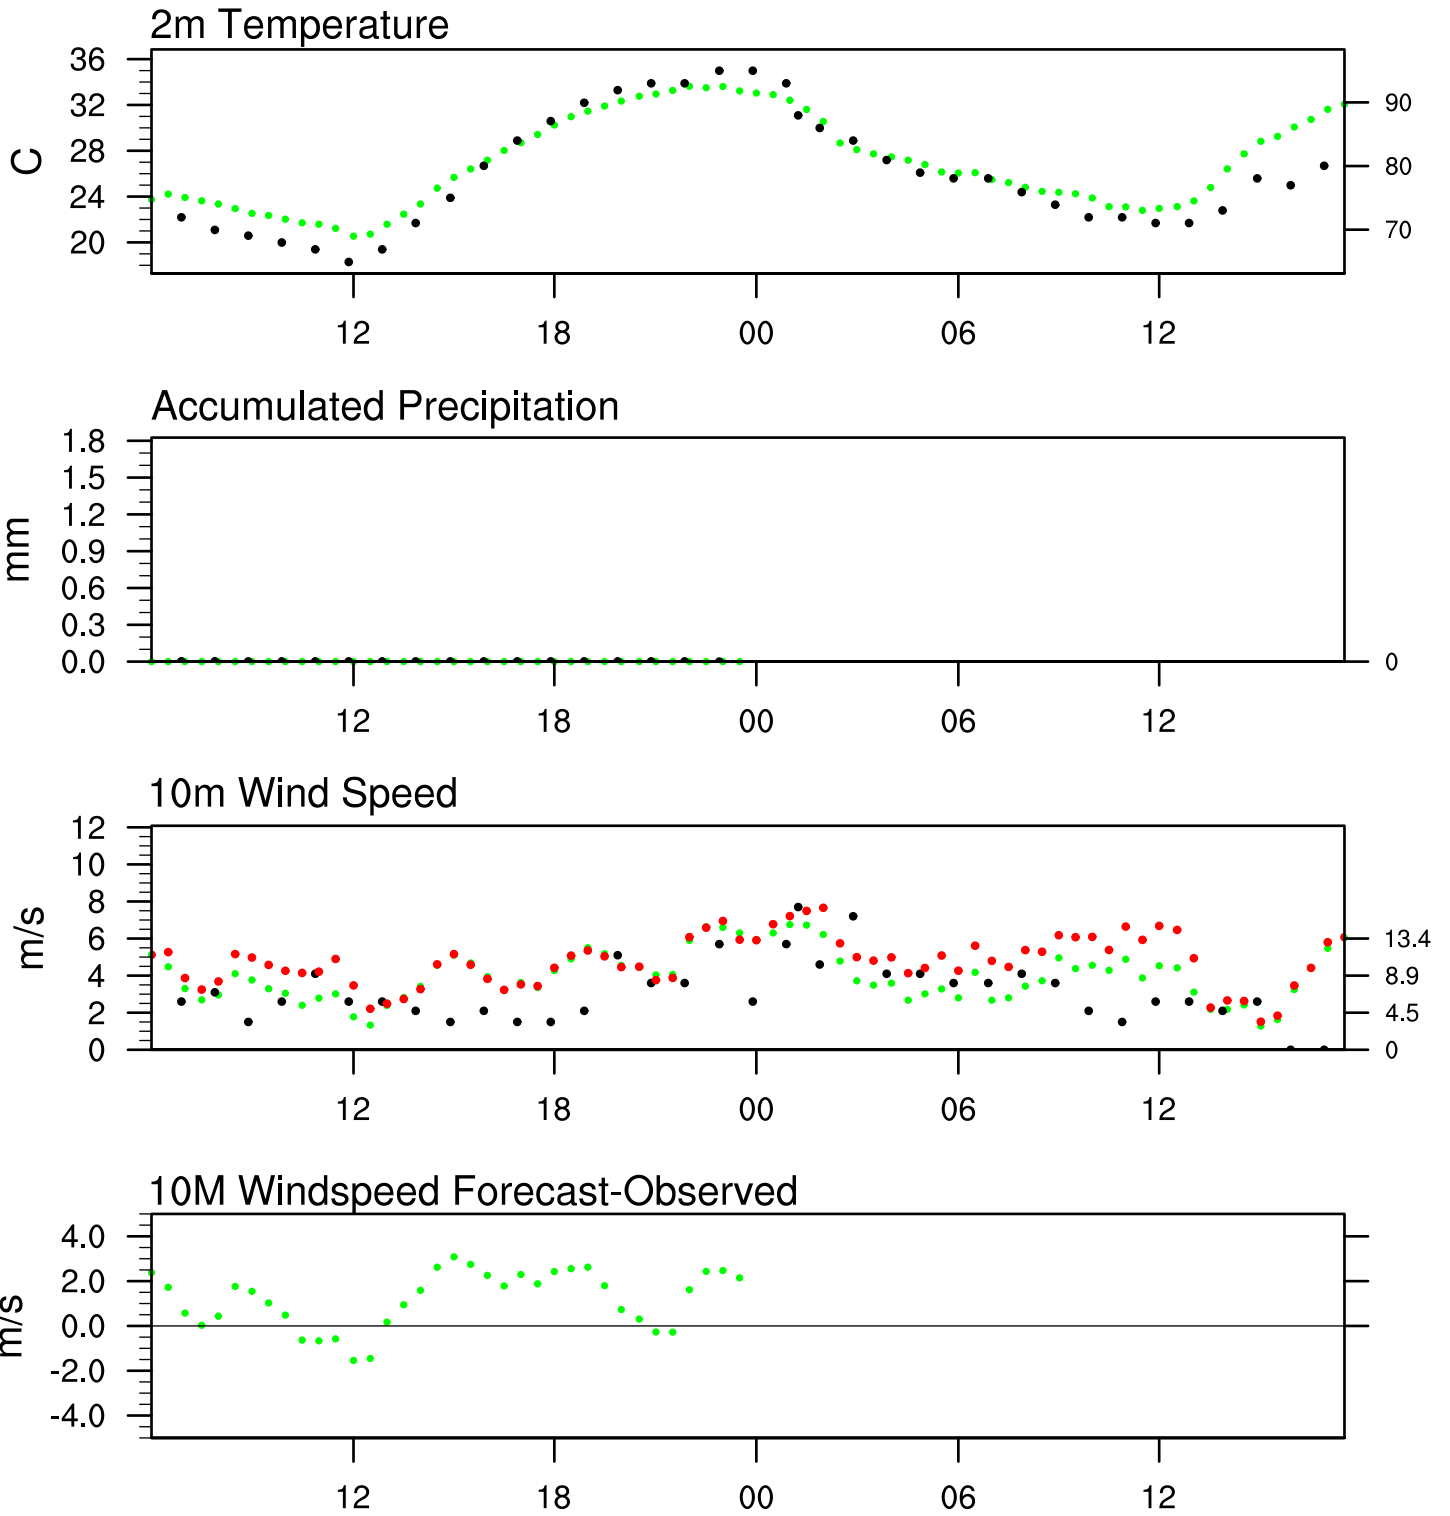 2m Temperature
36
32
28
24
20
C
90
80
70
12 18 00 06 12
Accumulated Precipitation
1.8
1.5
1.2
0.9
0.6
0.3
0.0
mm
0
12 18 00 06 12
10m Wind Speed
12
10
8
6
4
2
0
m/s
13.4
8.9
4.5
0
12 18 00 06 12
10M Windspeed Forecast-Observed
4.0
2.0
0.0
-2.0
-4.0
m/s
12 18 00 06 12